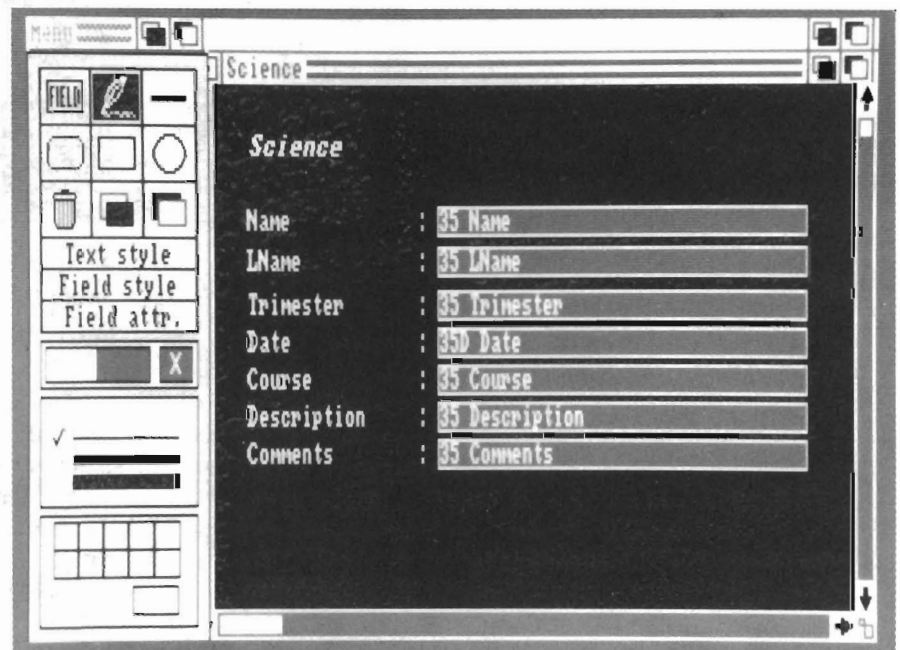 Menu
Science
FIELD
Text style
Field style
Field attr.
X
Science
Name : 35 Name
LName : 35 LName
Trimester : 35 Trimester
Date : 35D Date
Course : 35 Course
Description : 35 Description
Comments : 35 Comments